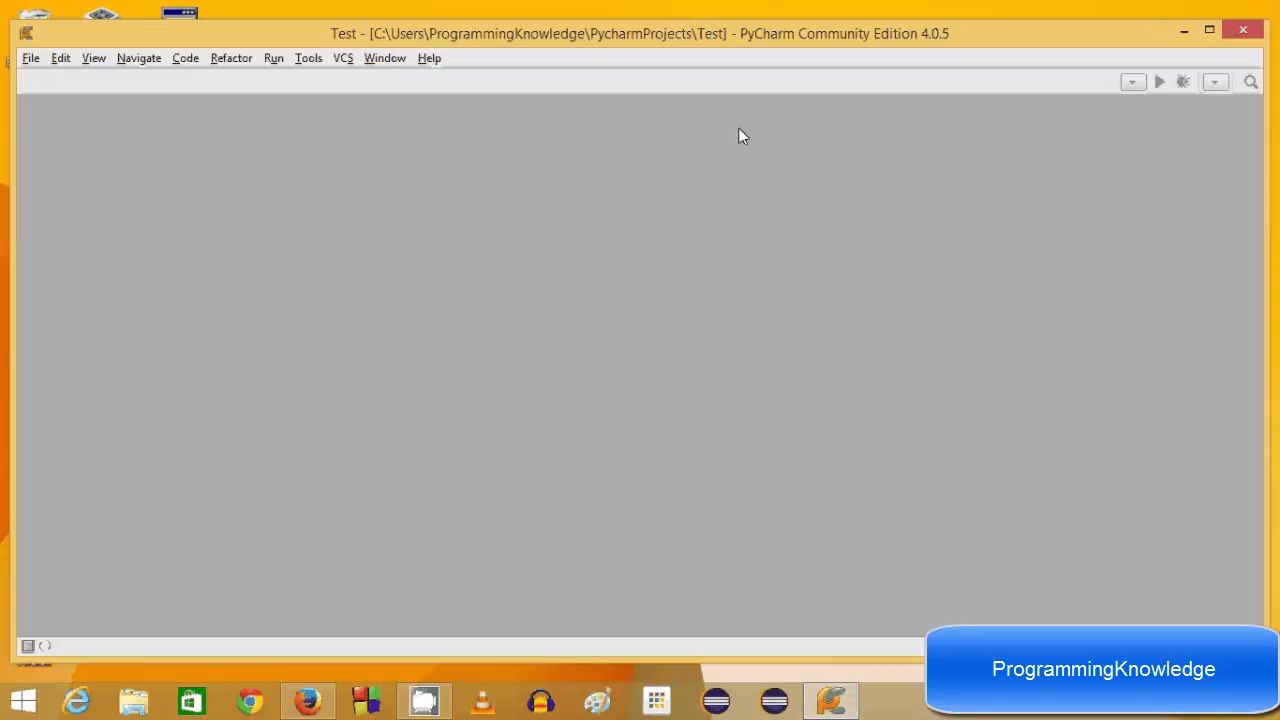 Test - [C:\Users\ProgrammingKnowledge\PycharmProjects\Test] - PyCharm Community Edition 4.0.5
File Edit View Navigate Code Refactor Run Tools VCS Window Help
ProgrammingKnowledge